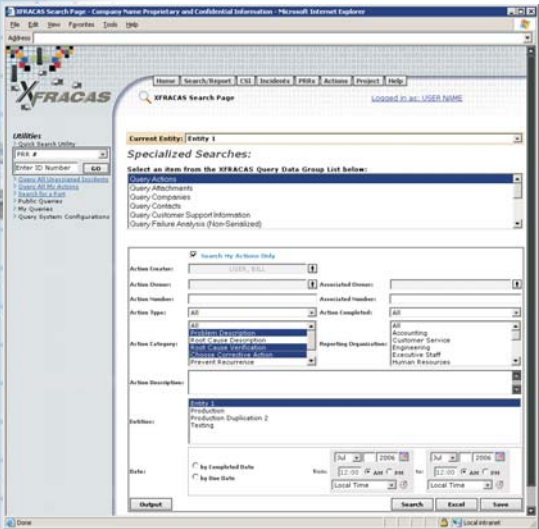 XFRACAS Search Page - Company Name Proprietary and Confidential Information - Microsoft Internet Explorer
File Edit View Favorites Tools Help
Address
XFRACAS
Home Search/Report CSI Incidents PRRs Actions Project Help
XFRACAS Search Page
Logged in as: USER NAME
Utilities
Quick Search Utility
PRR #
Enter ID Number GO
Query All Unassigned Incidents
Query All My Actions
Search for a Part
Public Queries
My Queries
Query System Configurations
Current Entity: Entity 1
Specialized Searches:
Select an item from the XFRACAS Query Data Group List below:
Query Actions
Query Attachments
Query Companies
Query Contacts
Query Customer Support Information
Query Failure Analysis (Non-Serialized)
Search My Actions Only
Action Creator: USER, BILL
Action Owner: Associated Owner:
Action Number: Associated Number:
Action Type: All Action Completed: All
Action Category:
All
Problem Description
Root Cause Description
Root Cause Verification
Choose Corrective Action
Prevent Recurrence
Reporting Organization:
All
Accounting
Customer Service
Engineering
Executive Staff
Human Resources
Action Description:
Entities:
Entity 1
Production
Production Duplication 2
Testing
Date:
by Completed Date
by Due Date
from: Jul 2006
12:00 AM PM
Local Time
to: Jul 2006
12:00 AM PM
Local Time
Output Search Excel Save
Done Local intranet